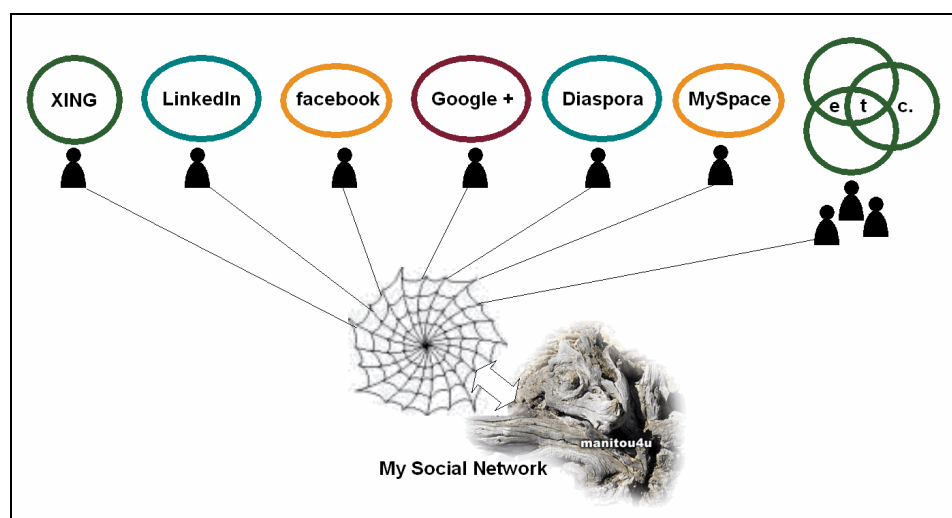 XING LinkedIn facebook Google + Diaspora MySpace e t c.
manitou4u
My Social Network